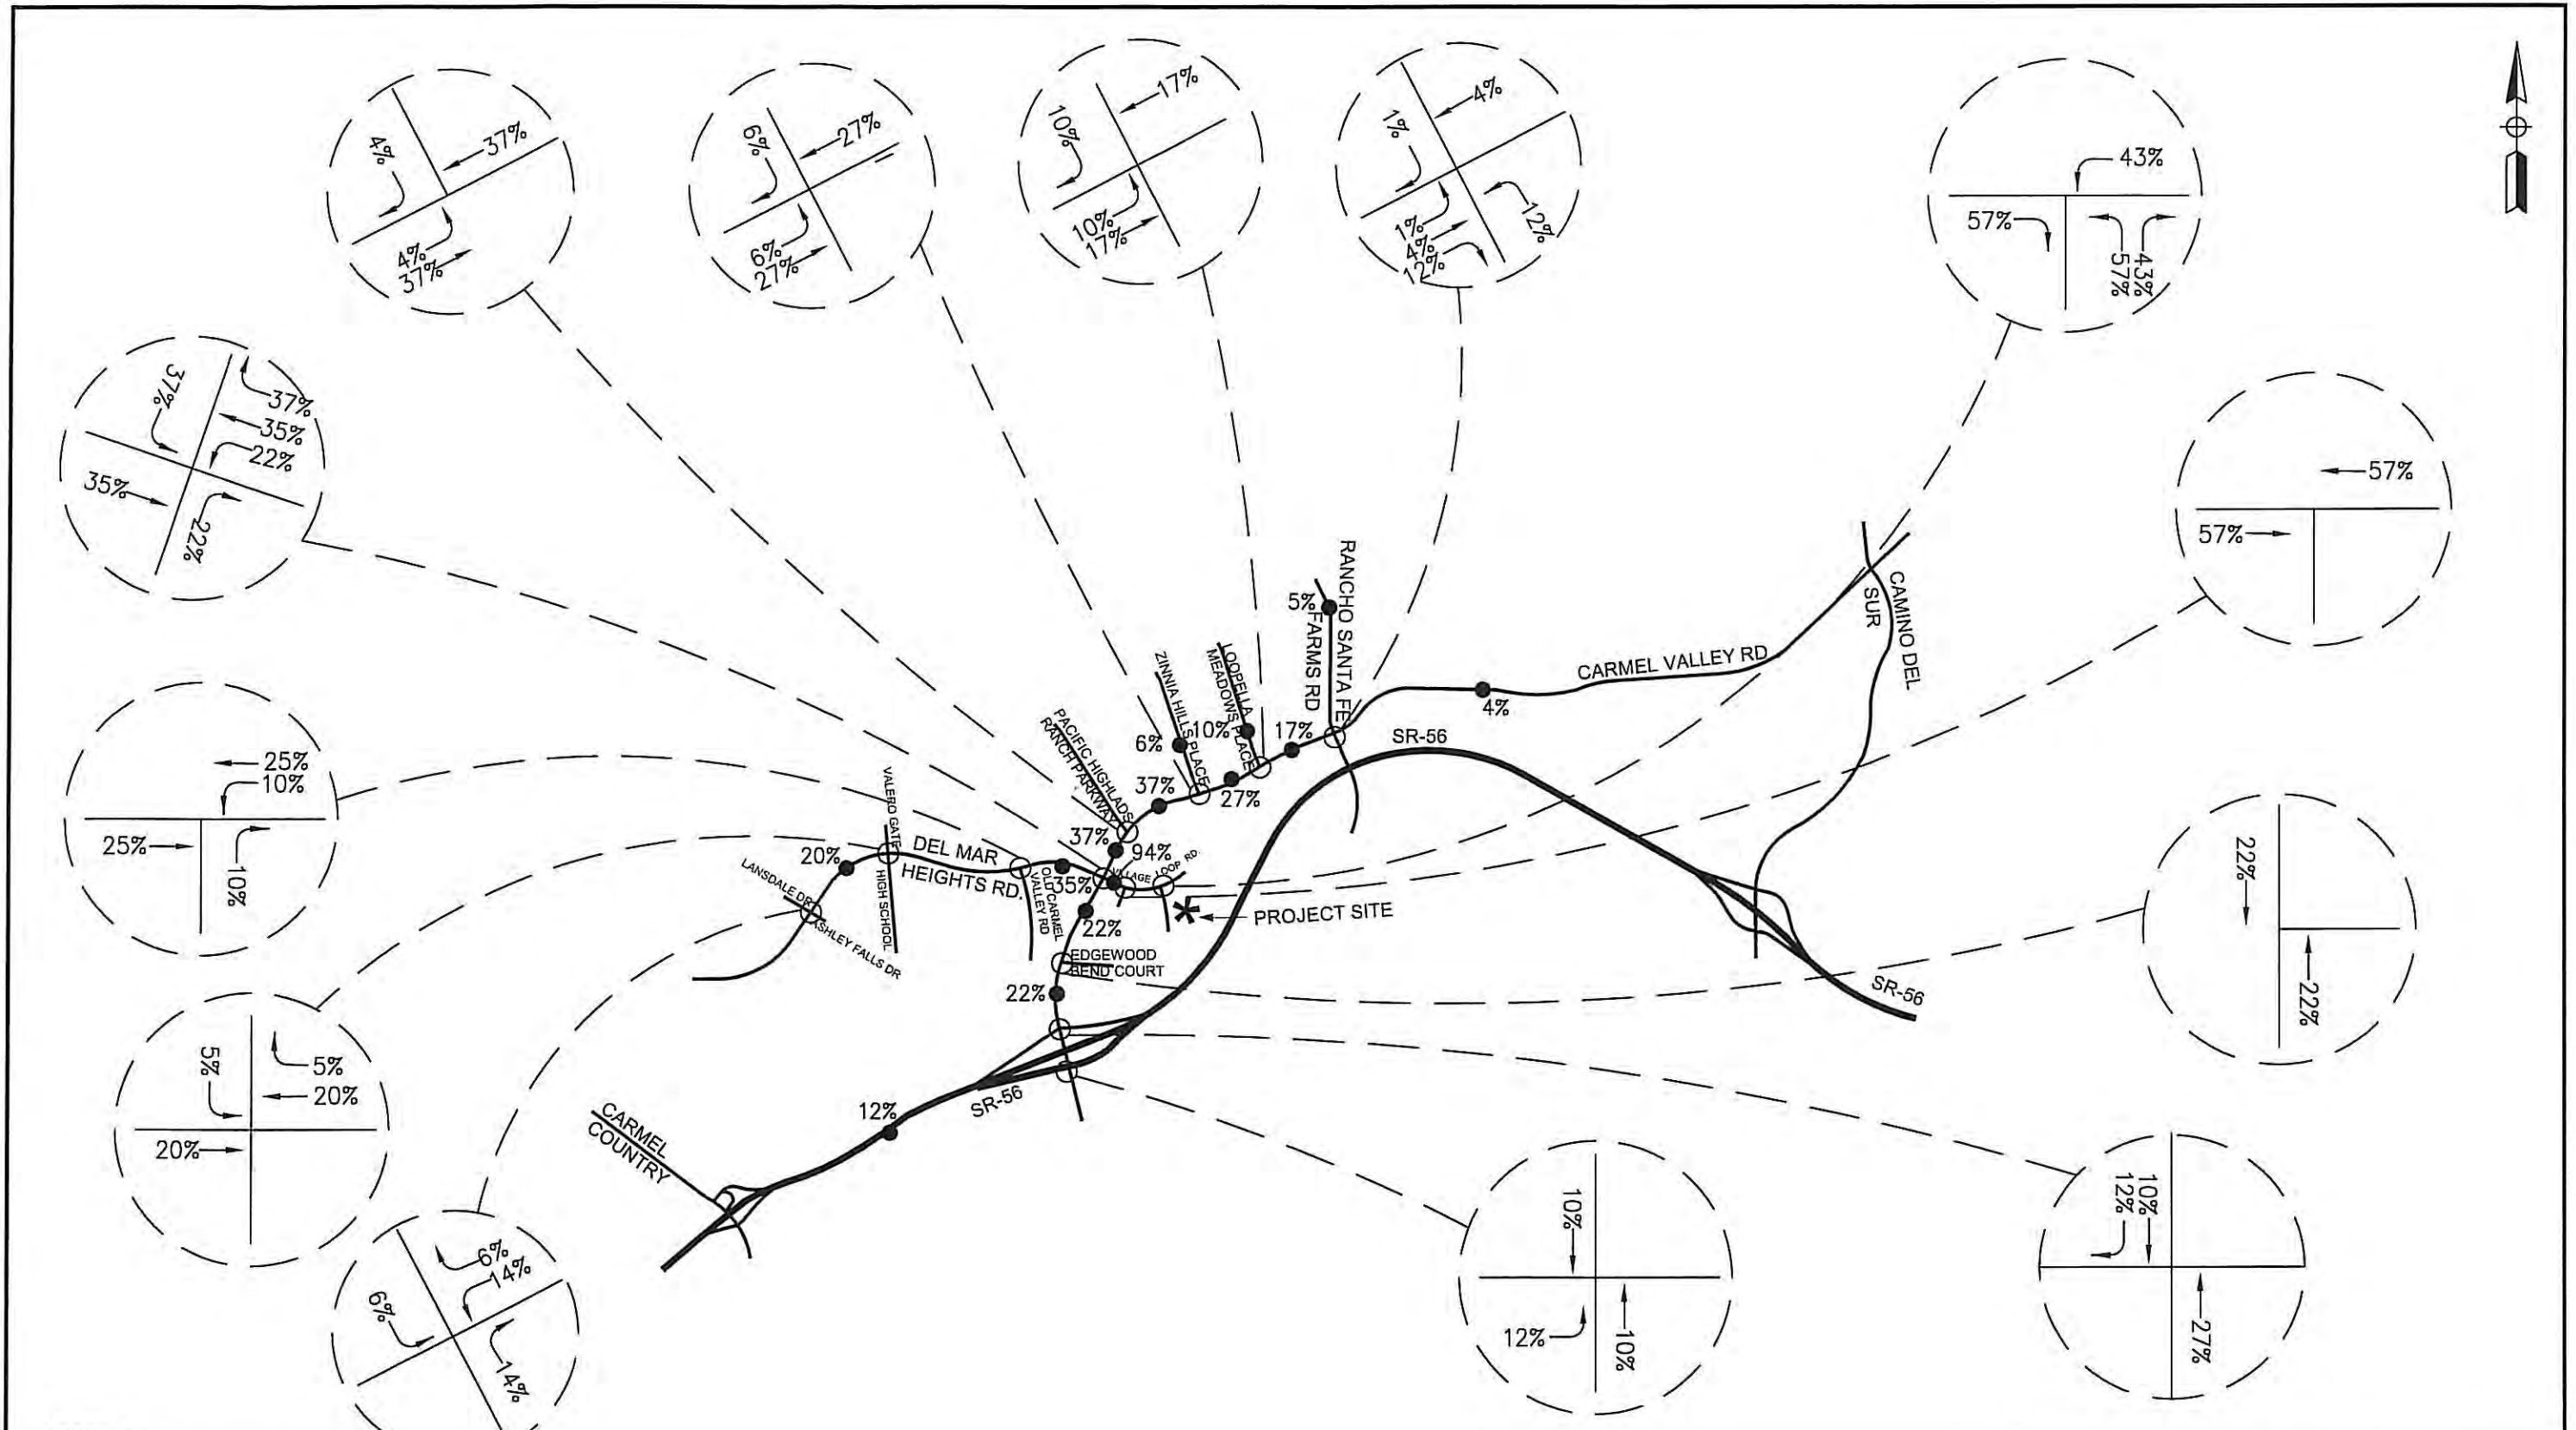 4%
37%
4%
37%
6%
27%
6%
27%
10%
17%
10%
17%
1%
4%
1%
4%
12%
12%
43%
57%
57%
43%
37%
37%
35%
22%
35%
22%
57%
57%
RANCHO SANTA FE
FARMS RD
5%
CAMINO DEL
SUR
CARMEL VALLEY RD
4%
ZINNIA HILLS PLACE
LOOPELLA
MEADOWS PLACE
6%
10%
17%
SR-56
25%
10%
25%
10%
PACIFIC HIGHLADS
RANCH PARKWAY
37%
27%
37%
94%
VALERO GATE
HIGH SCHOOL
DEL MAR
HEIGHTS RD.
20%
LANSDALE DR
ASHLEY FALLS DR
OLD CARMEL
VALLEY RD
35%
VILLAGE LOOP RD.
PROJECT SITE
22%
22%
22%
EDGEWOOD
BEND COURT
22%
SR-56
5%
5%
20%
20%
SR-56
12%
CARMEL
COUNTRY
6%
14%
6%
14%
10%
12%
10%
10%
12%
27%